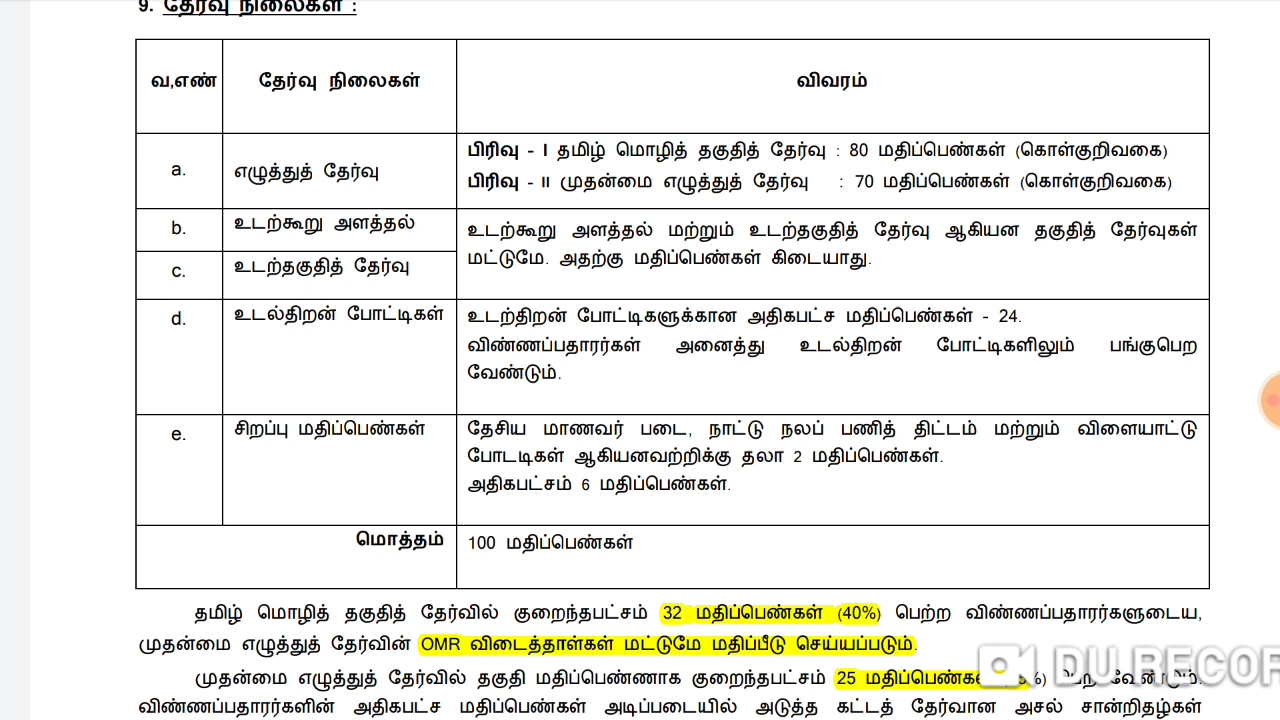 9. தேர்வு நிலைகள் :
வ,எண் தேர்வு நிலைகள் விவரம்
a. எழுத்துத் தேர்வு
பிரிவு - I தமிழ் மொழித் தகுதித் தேர்வு : 80 மதிப்பெண்கள் (கொள்குறிவகை)
பிரிவு - II முதன்மை எழுத்துத் தேர்வு : 70 மதிப்பெண்கள் (கொள்குறிவகை)
b. உடற்கூறு அளத்தல்
c. உடற்தகுதித் தேர்வு
உடற்கூறு அளத்தல் மற்றும் உடற்தகுதித் தேர்வு ஆகியன தகுதித் தேர்வுகள்
மட்டுமே. அதற்கு மதிப்பெண்கள் கிடையாது.
d. உடல்திறன் போட்டிகள்
உடற்திறன் போட்டிகளுக்கான அதிகபட்ச மதிப்பெண்கள் - 24.
விண்ணப்பதாரர்கள் அனைத்து உடல்திறன் போட்டிகளிலும் பங்குபெற
வேண்டும்.
e. சிறப்பு மதிப்பெண்கள்
தேசிய மாணவர் படை, நாட்டு நலப் பணித் திட்டம் மற்றும் விளையாட்டு
போடடிகள் ஆகியனவற்றிக்கு தலா 2 மதிப்பெண்கள்.
அதிகபட்சம் 6 மதிப்பெண்கள்.
மொத்தம் 100 மதிப்பெண்கள்
தமிழ் மொழித் தகுதித் தேர்வில் குறைந்தபட்சம் 32 மதிப்பெண்கள் (40%) பெற்ற விண்ணப்பதாரர்களுடைய,
முதன்மை எழுத்துத் தேர்வின் OMR விடைத்தாள்கள் மட்டுமே மதிப்பீடு செய்யப்படும்.
DU RECOR
முதன்மை எழுத்துத் தேர்வில் தகுதி மதிப்பெண்ணாக குறைந்தபட்சம் 25 பெற வேண்டும்.
விண்ணப்பதாரர்களின் அதிகபட்ச மதிப்பெண்கள் அடிப்படையில் அடுத்த கட்டத் தேர்வான அசல் சான்றிதழ்கள்